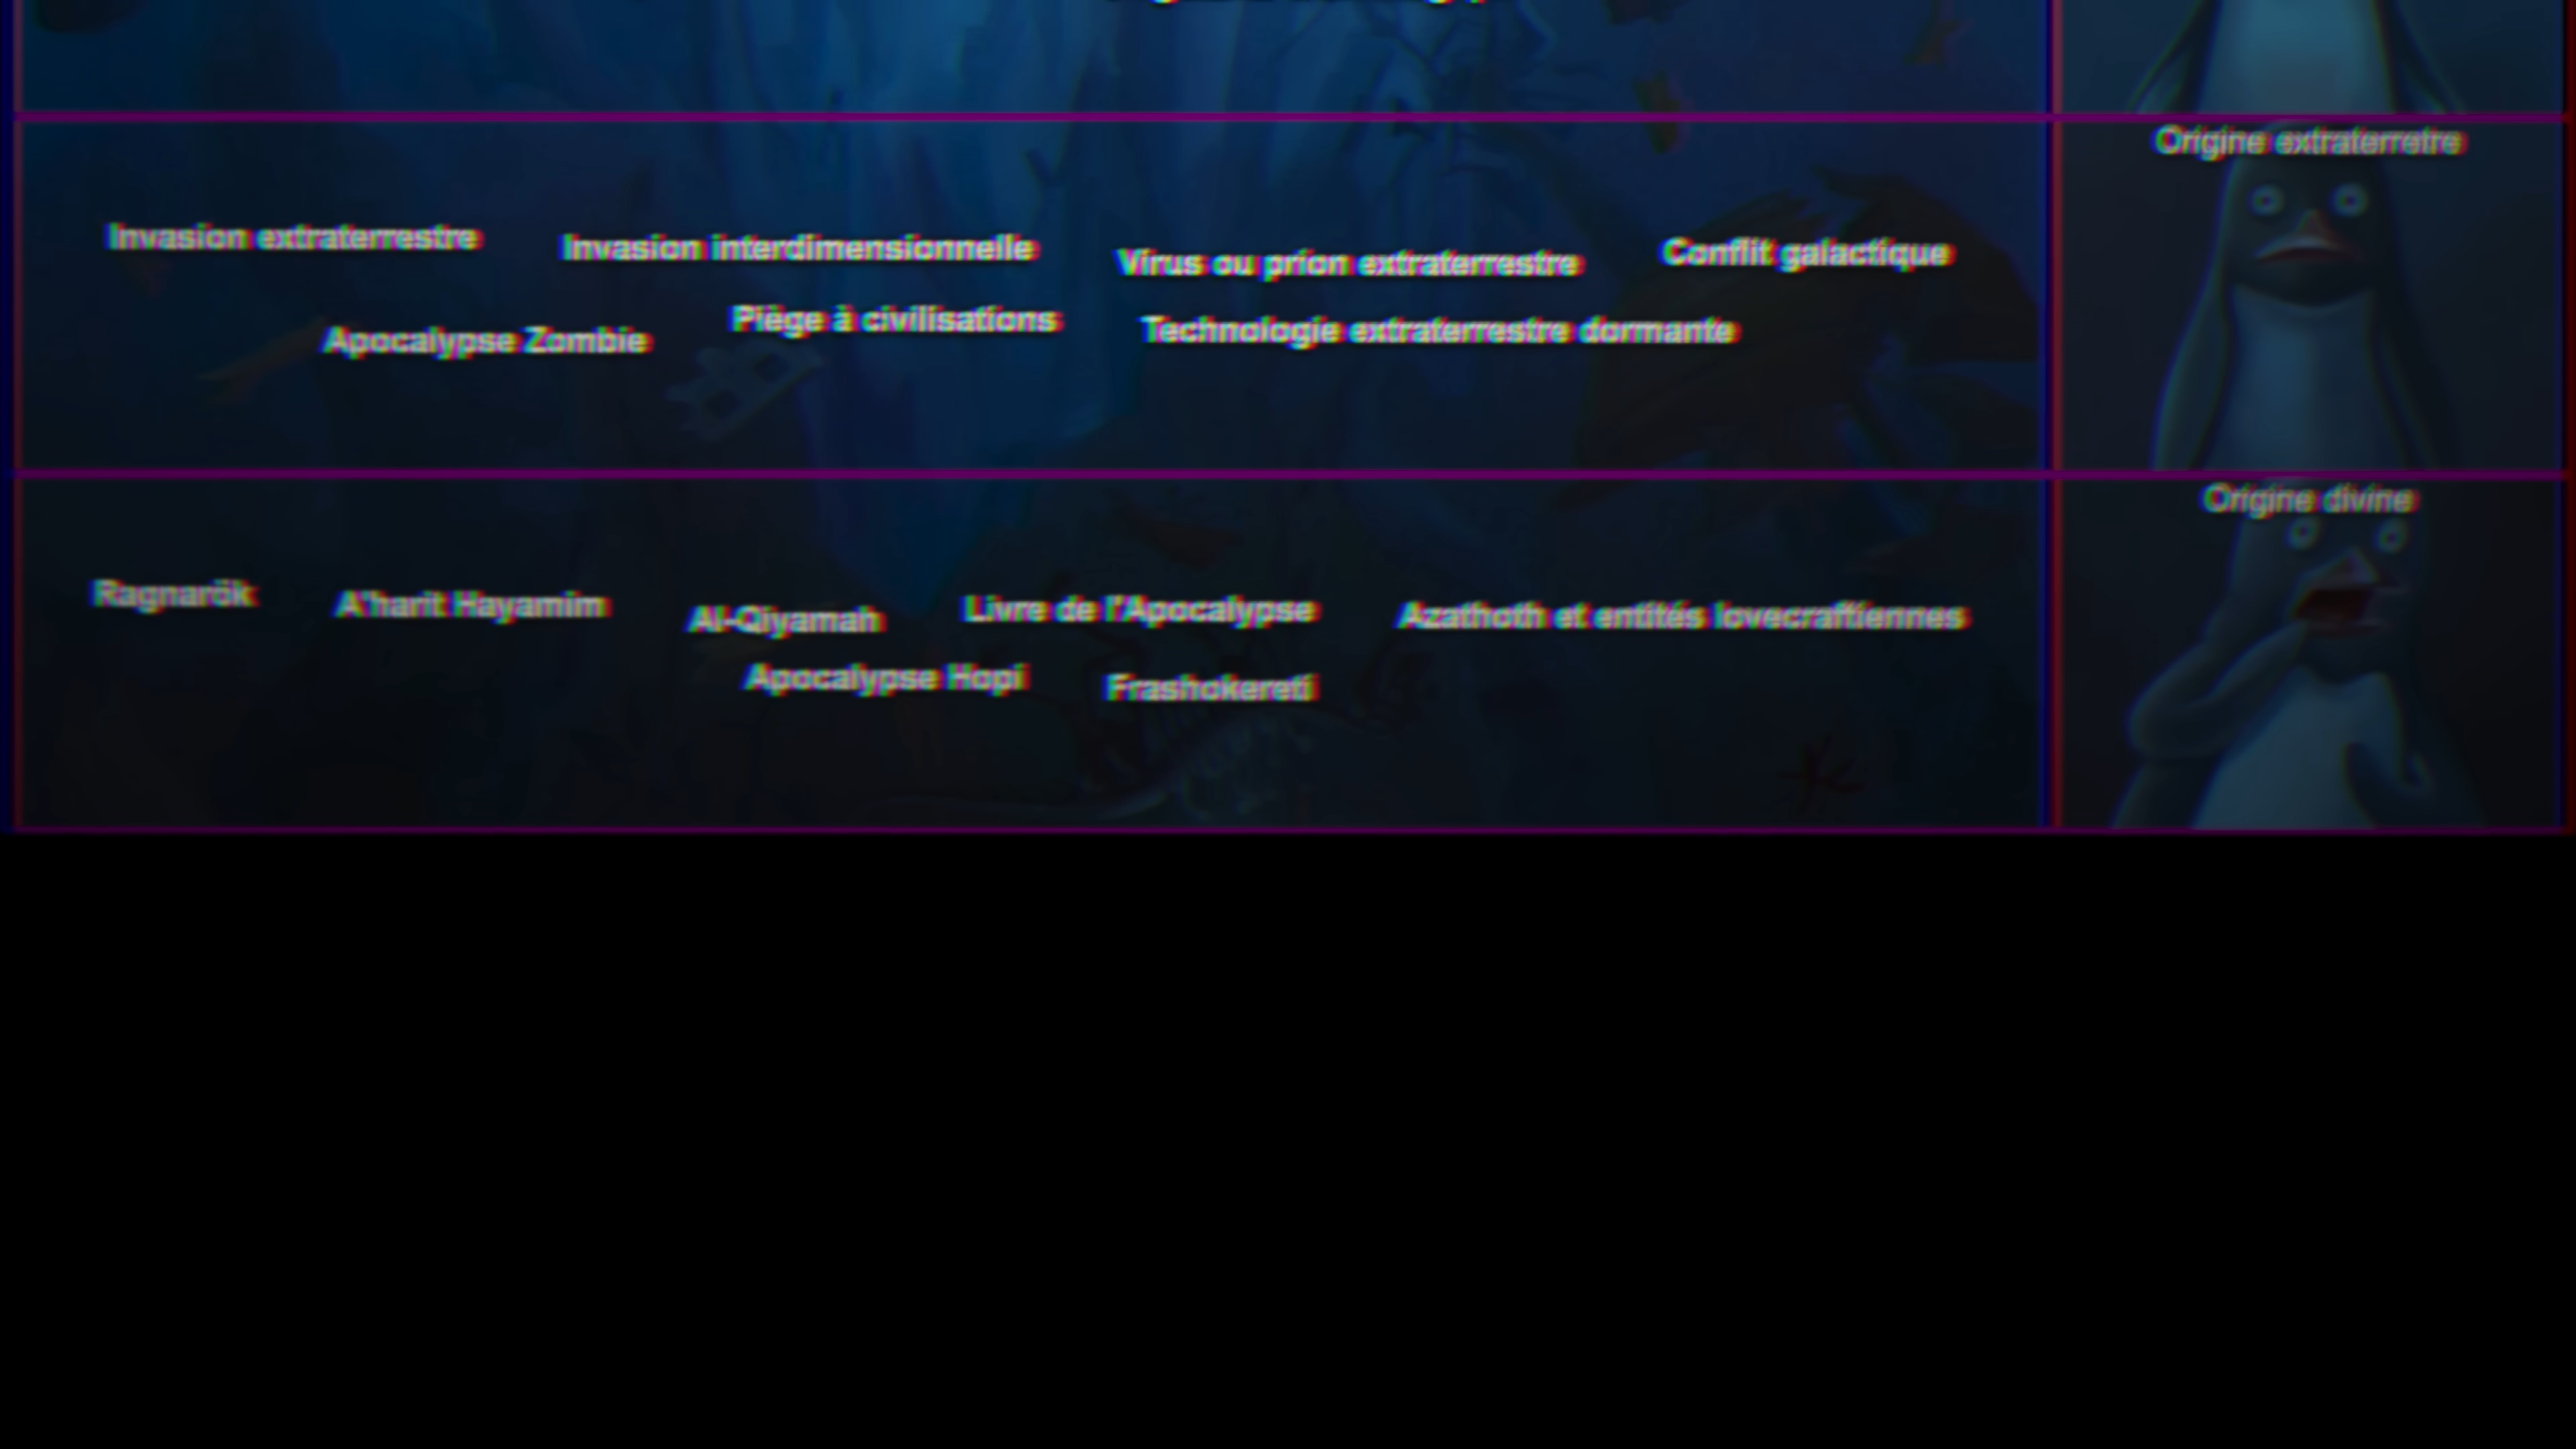 Origine extraterretre
Invasion extraterrestre
Invasion interdimensionnelle
Virus ou prion extraterrestre
Conflit galactique
Apocalypse Zombie
Piège à civilisations
Technologie extraterrestre dormante
Origine divine
Ragnarök
A'harit Hayamim
Al-Qiyamah
Livre de l'Apocalypse
Azathoth et entités lovecraftiennes
Apocalypse Hopi
Frashokereti